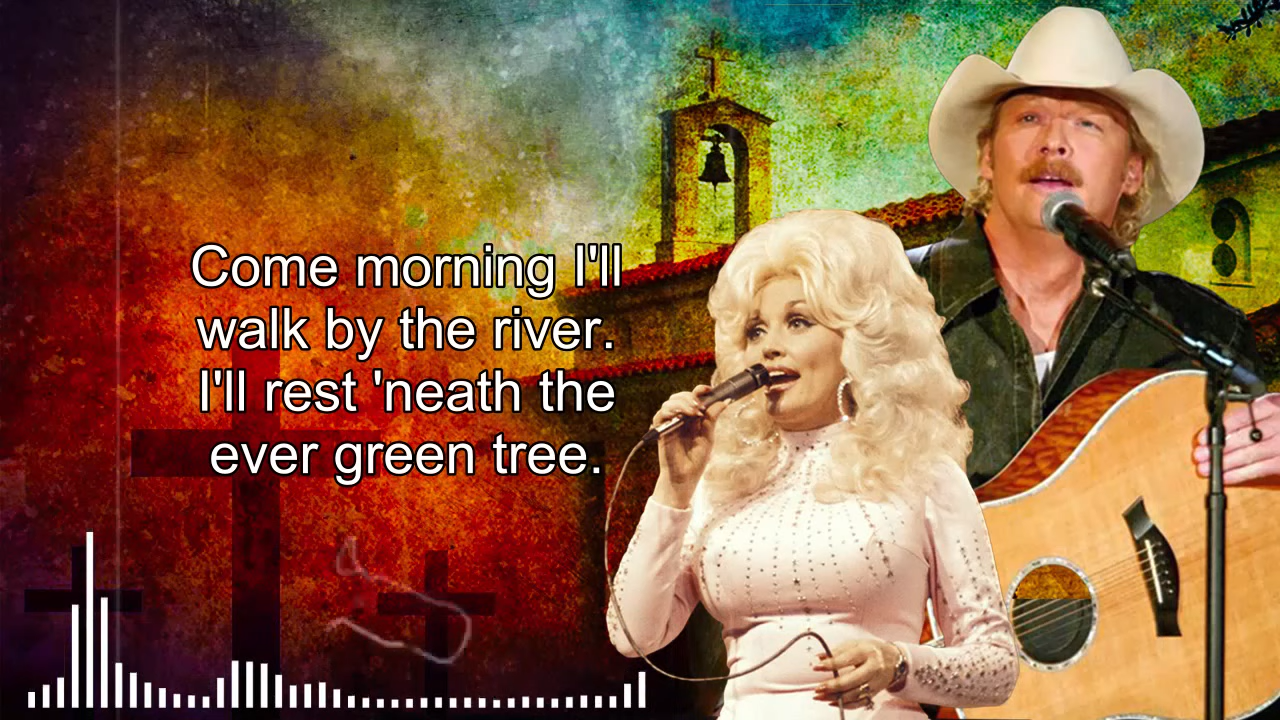 Come morning I'll
walk by the river.
I'll rest 'neath the
ever green tree.